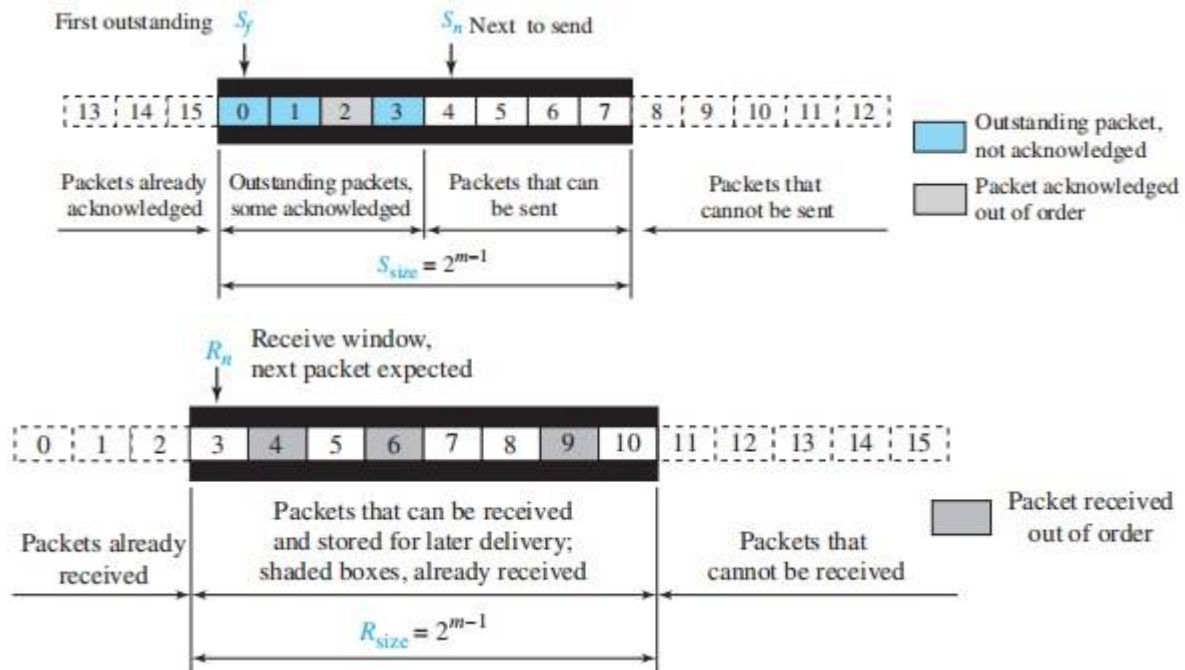 First outstanding S_f S_n Next to send
13 14 15 0 1 2 3 4 5 6 7 8 9 10 11 12
Outstanding packet,
not acknowledged
Packet acknowledged
out of order
Packets already
acknowledged
Outstanding packets,
some acknowledged
Packets that can
be sent
Packets that
cannot be sent
S_size = 2^{m–1}
R_n
Receive window,
next packet expected
0 1 2 3 4 5 6 7 8 9 10 11 12 13 14 15
Packet received
out of order
Packets already
received
Packets that can be received
and stored for later delivery;
shaded boxes, already received
Packets that
cannot be received
R_size = 2^{m–1}